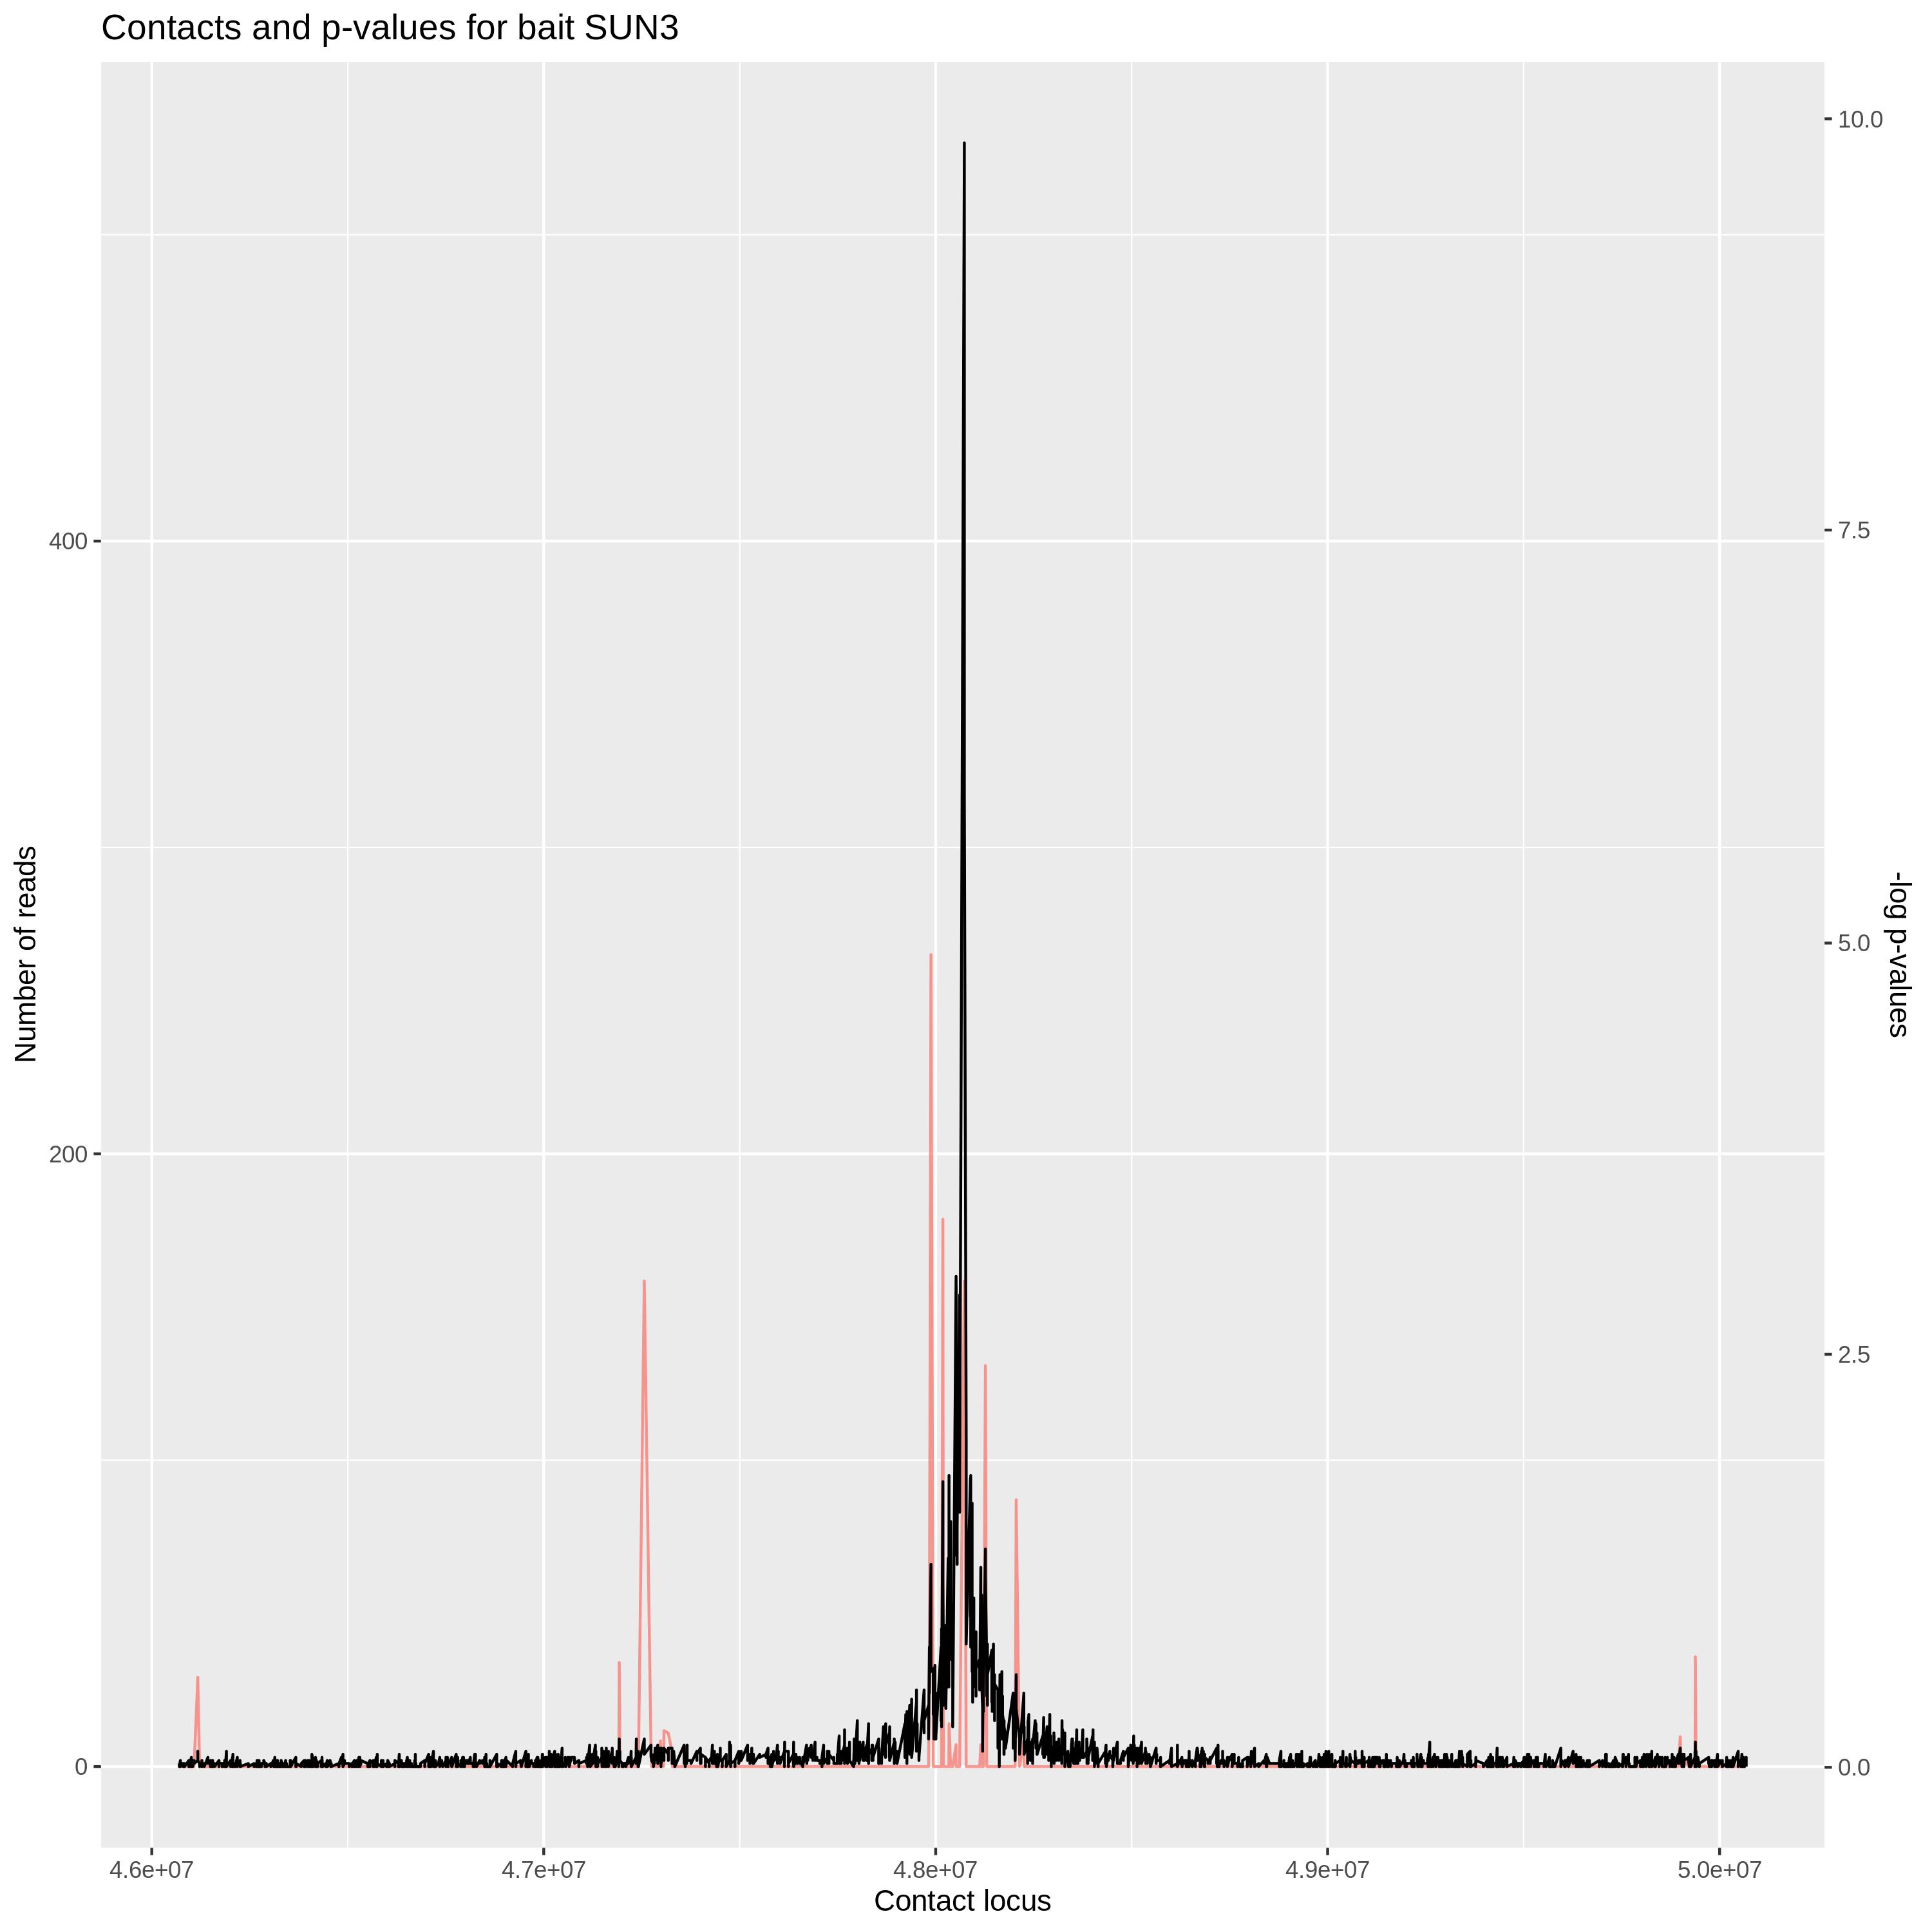 Contacts and p-values for bait SUN3
10.0
400
7.5
Number of reads
-log p-values
5.0
200
2.5
0
0.0
4.6e+07
4.7e+07
4.8e+07
4.9e+07
5.0e+07
Contact locus